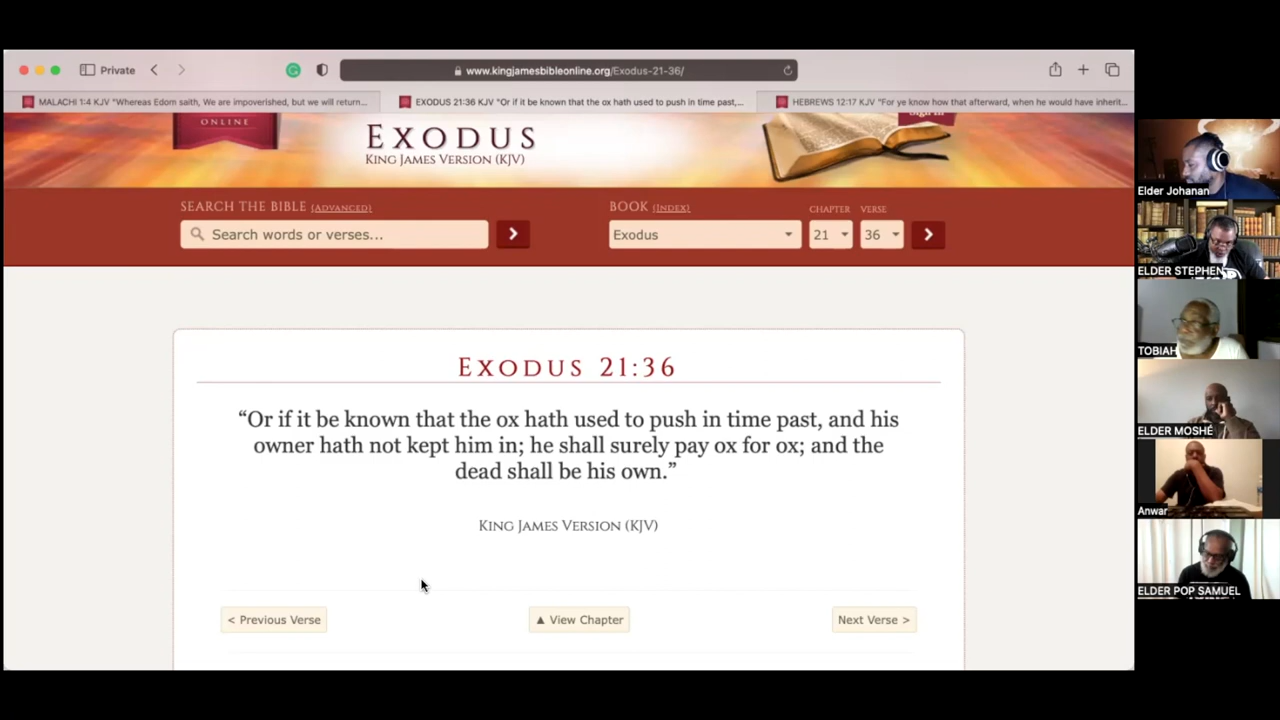 Private
www.kingjamesbibleonline.org/Exodus-21-36/
MALACHI 1:4 KJV "Whereas Edom saith, We are impoverished, but we will return...
EXODUS 21:36 KJV "Or if it be known that the ox hath used to push in time past,...
HEBREWS 12:17 KJV "For ye know how that afterward, when he would have inherit...
ONLINE
EXODUS
KING JAMES VERSION (KJV)
Sign In
SEARCH THE BIBLE (ADVANCED)
BOOK (INDEX)
CHAPTER
VERSE
Search words or verses...
Exodus
21
36
EXODUS 21:36
“Or if it be known that the ox hath used to push in time past, and his
owner hath not kept him in; he shall surely pay ox for ox; and the
dead shall be his own.”
KING JAMES VERSION (KJV)
< Previous Verse
▲ View Chapter
Next Verse >
Elder Johanan
ELDER STEPHEN
TOBIAH
ELDER MOSHÉ
Anwar
ELDER POP SAMUEL